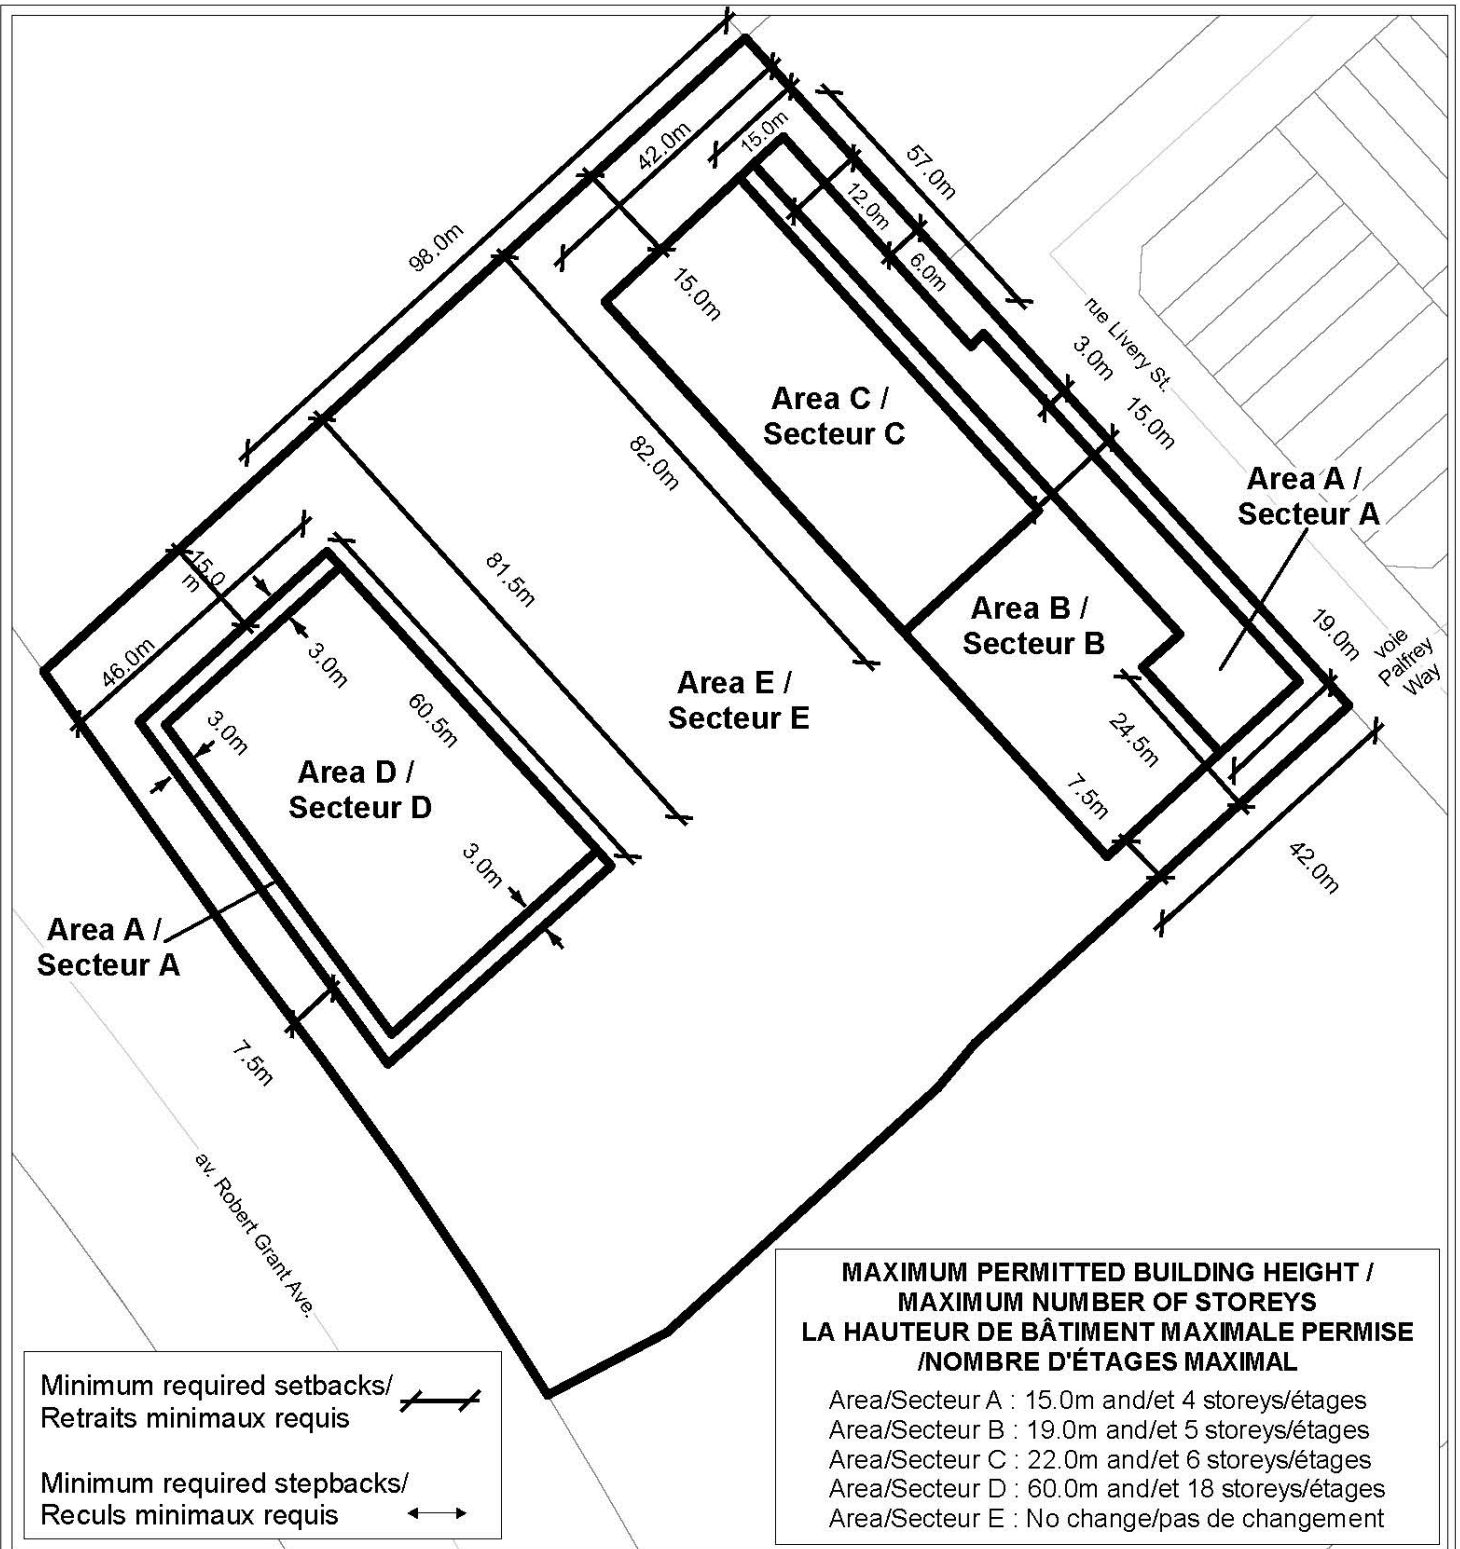 42.0m
15.0m
57.0m
98.0m
12.0m
6.0m
15.0m
rue Livery St.
3.0m
15.0m
Area C /
Secteur C
82.0m
Area A /
Secteur A
81.5m
15.0
m
Area B /
Secteur B
19.0m
voie
Palfrey
Way
46.0m
3.0m
60.5m
Area E /
Secteur E
3.0m
24.5m
Area D /
Secteur D
7.5m
3.0m
42.0m
Area A /
Secteur A
7.5m
av. Robert Grant Ave.
MAXIMUM PERMITTED BUILDING HEIGHT /
MAXIMUM NUMBER OF STOREYS
LA HAUTEUR DE BÂTIMENT MAXIMALE PERMISE
/NOMBRE D'ÉTAGES MAXIMAL
Area/Secteur A : 15.0m and/et 4 storeys/étages
Area/Secteur B : 19.0m and/et 5 storeys/étages
Area/Secteur C : 22.0m and/et 6 storeys/étages
Area/Secteur D : 60.0m and/et 18 storeys/étages
Area/Secteur E : No change/pas de changement
Minimum required setbacks/
Retraits minimaux requis
Minimum required stepbacks/
Reculs minimaux requis